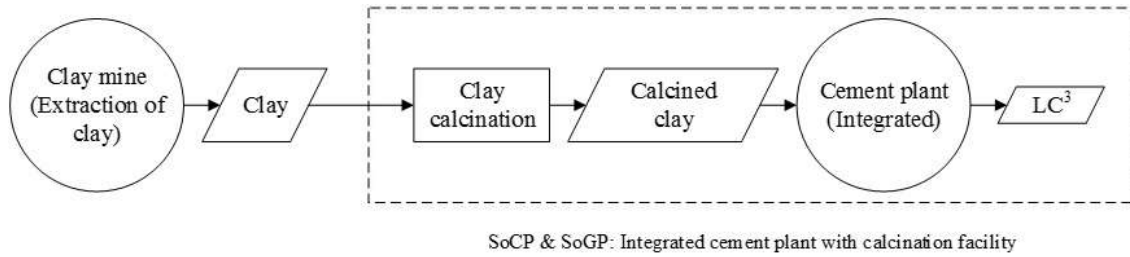 Clay mine
(Extraction of
clay)
Clay
Clay
calcination
Calcined
clay
Cement plant
(Integrated)
LC³
SoCP & SoGP: Integrated cement plant with calcination facility